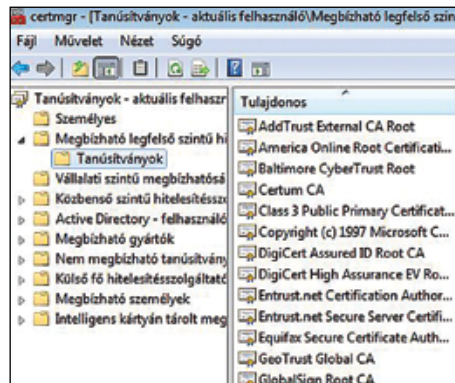 certmgr - [Tanúsítványok - aktuális felhasználó\Megbízható legfelső szin
Fájl Művelet Nézet Súgó
Tanúsítványok - aktuális felhaszr
Személyes
Megbízható legfelső szintű hi
Tanúsítványok
Vállalati szintű megbízhatósá
Közbenső szintű hitelesítéssz
Active Directory - felhasználó
Megbízható gyártók
Nem megbízható tanúsítvány
Külső fő hitelesítésszolgáltató
Megbízható személyek
Intelligens kártyán tárolt meg
Tulajdonos
AddTrust External CA Root
America Online Root Certificati...
Baltimore CyberTrust Root
Certum CA
Class 3 Public Primary Certificat...
Copyright (c) 1997 Microsoft C...
DigiCert Assured ID Root CA
DigiCert High Assurance EV Ro...
Entrust.net Certification Author...
Entrust.net Secure Server Certifi...
Equifax Secure Certificate Auth...
GeoTrust Global CA
GlobalSign Root CA